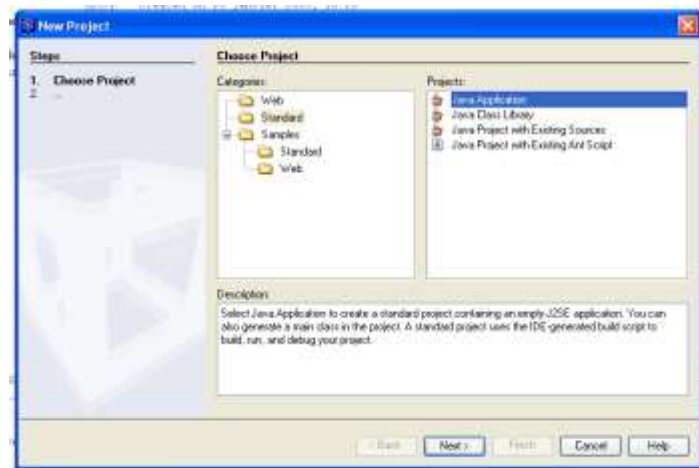 New Project
Steps
1. Choose Project
2. ...
Choose Project
Categories:
Web
Standard
Samples
Standard
Web
Projects:
Java Application
Java Class Library
Java Project with Existing Sources
Java Project with Existing Ant Script
Description:
Select Java Application to create a standard project containing an empty J2SE application. You can
also generate a main class in the project. A standard project uses the IDE-generated build script to
build, run, and debug your project.
< Back
Next >
Finish
Cancel
Help